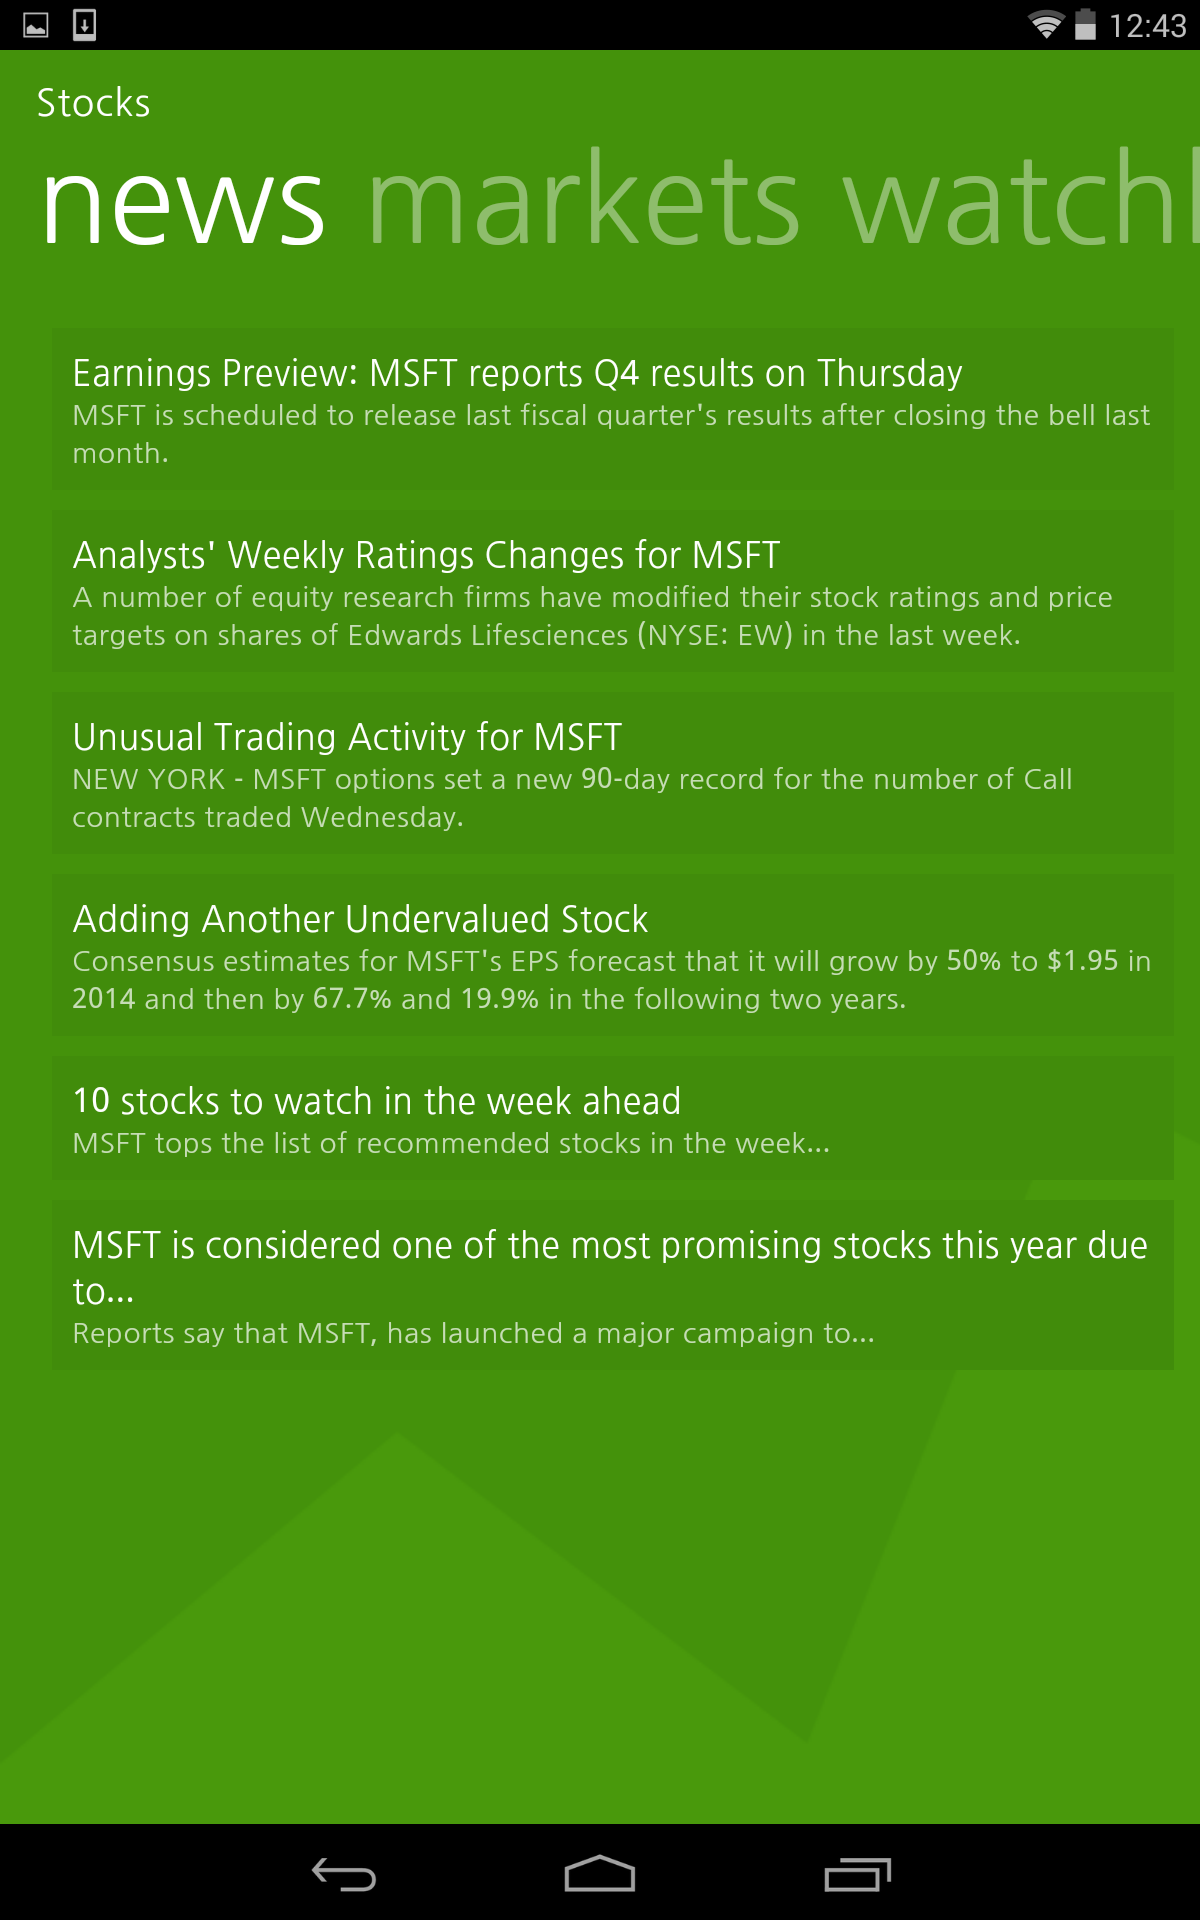 12:43
Stocks
news markets watchl
Earnings Preview: MSFT reports Q4 results on Thursday
MSFT is scheduled to release last fiscal quarter's results after closing the bell last
month.
Analysts' Weekly Ratings Changes for MSFT
A number of equity research firms have modified their stock ratings and price
targets on shares of Edwards Lifesciences (NYSE: EW) in the last week.
Unusual Trading Activity for MSFT
NEW YORK - MSFT options set a new 90-day record for the number of Call
contracts traded Wednesday.
Adding Another Undervalued Stock
Consensus estimates for MSFT's EPS forecast that it will grow by 50% to $1.95 in
2014 and then by 67.7% and 19.9% in the following two years.
10 stocks to watch in the week ahead
MSFT tops the list of recommended stocks in the week...
MSFT is considered one of the most promising stocks this year due
to...
Reports say that MSFT, has launched a major campaign to...